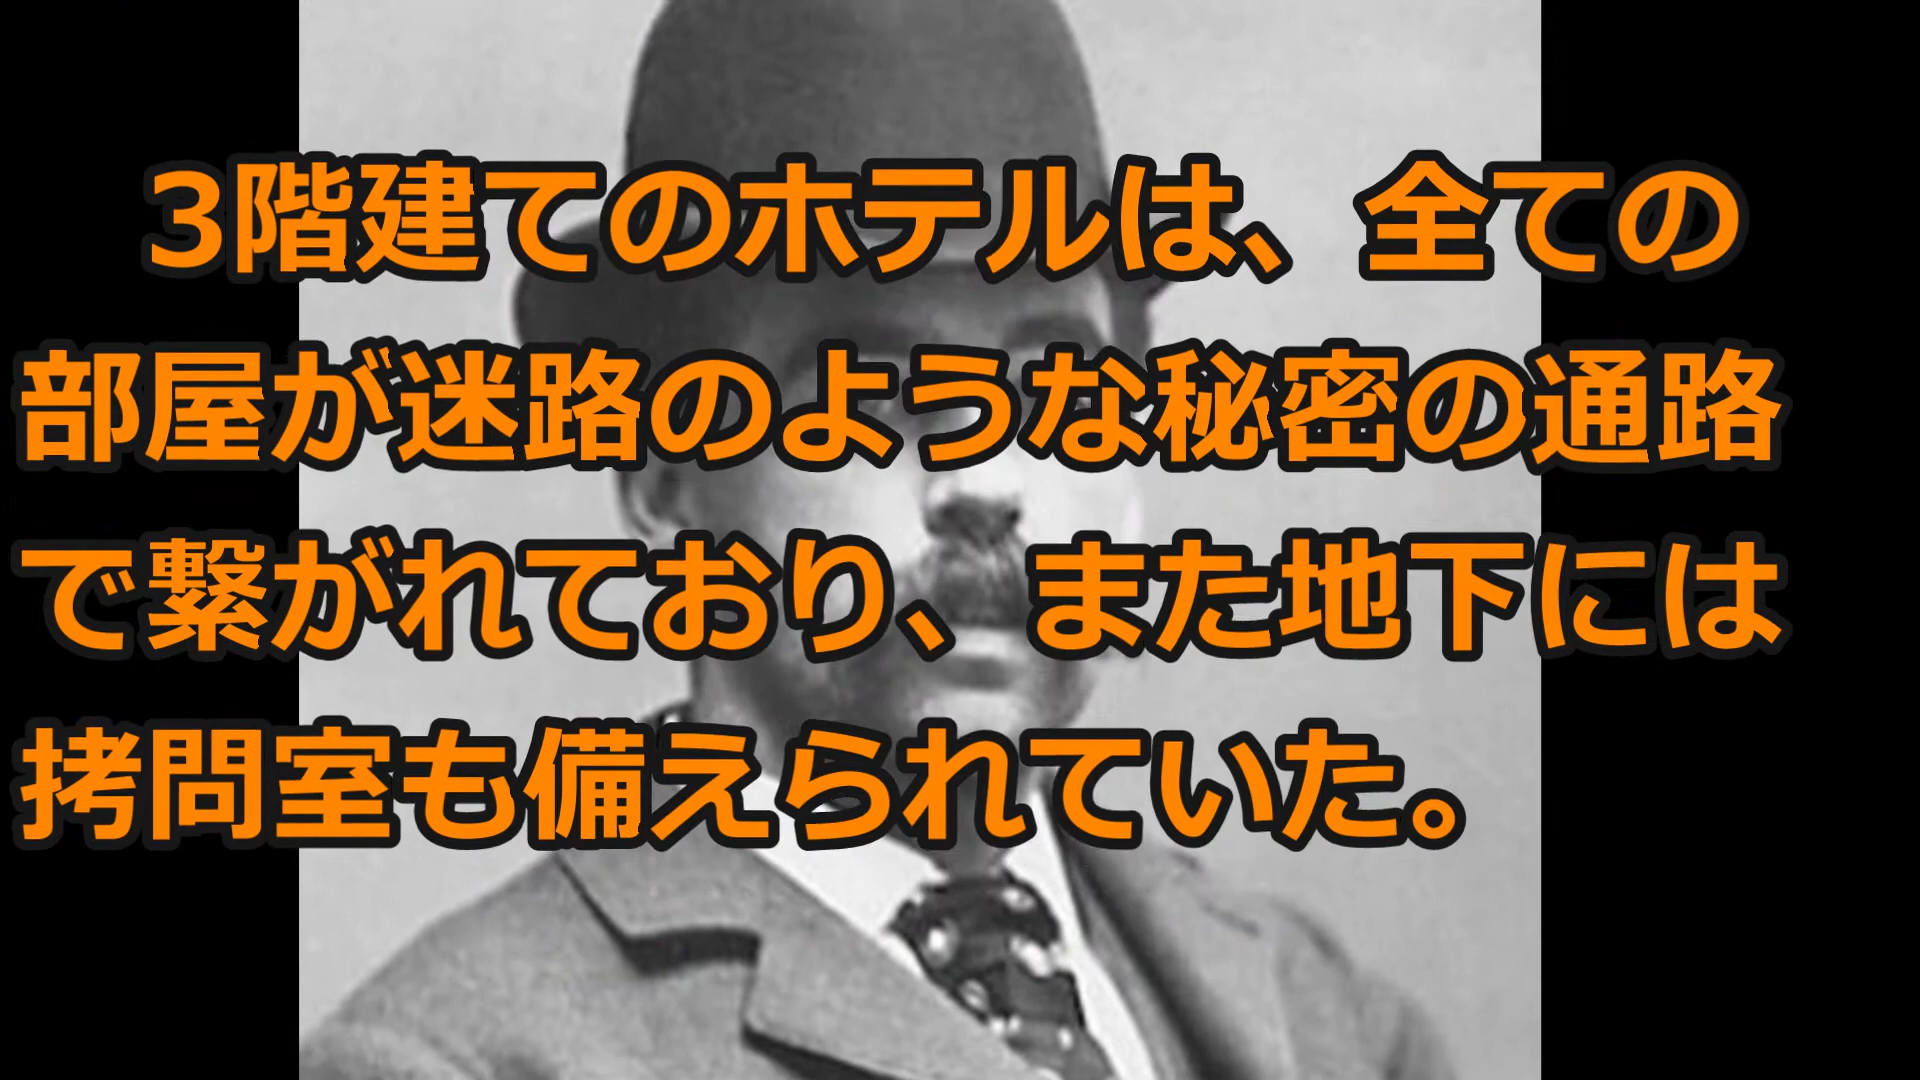 3階建てのホテルは、全ての
部屋が迷路のような秘密の通路
で繋がれており、また地下には
拷問室も備えられていた。